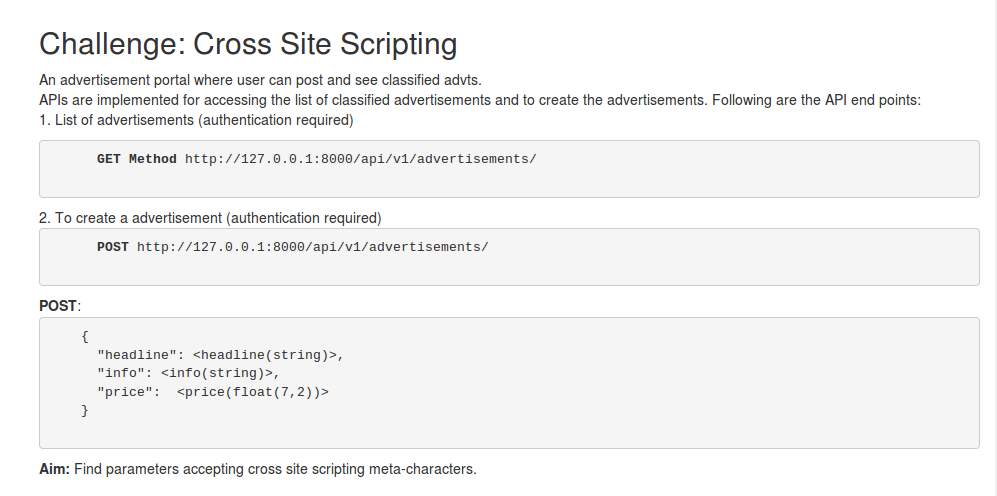 Challenge: Cross Site Scripting
An advertisement portal where user can post and see classified advts.
APIs are implemented for accessing the list of classified advertisements and to create the advertisements. Following are the API end points:
1. List of advertisements (authentication required)
GET Method http://127.0.0.1:8000/api/v1/advertisements/
2. To create a advertisement (authentication required)
POST http://127.0.0.1:8000/api/v1/advertisements/
POST:
{
"headline": <headline(string)>,
"info": <info(string)>,
"price":  <price(float(7,2))>
}
Aim: Find parameters accepting cross site scripting meta-characters.